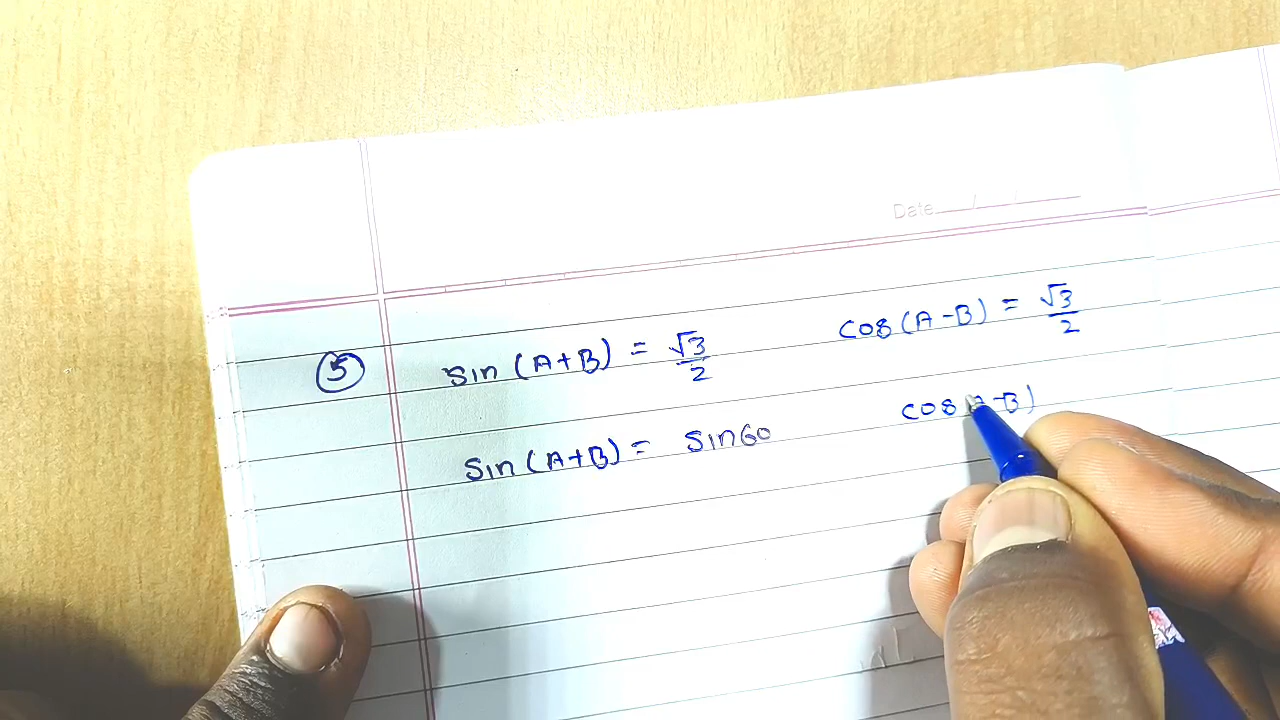 Date
⑤ sin (A+B) = √3/2 cos (A-B) = √3/2
sin (A+B) = sin60 cos(A-B)